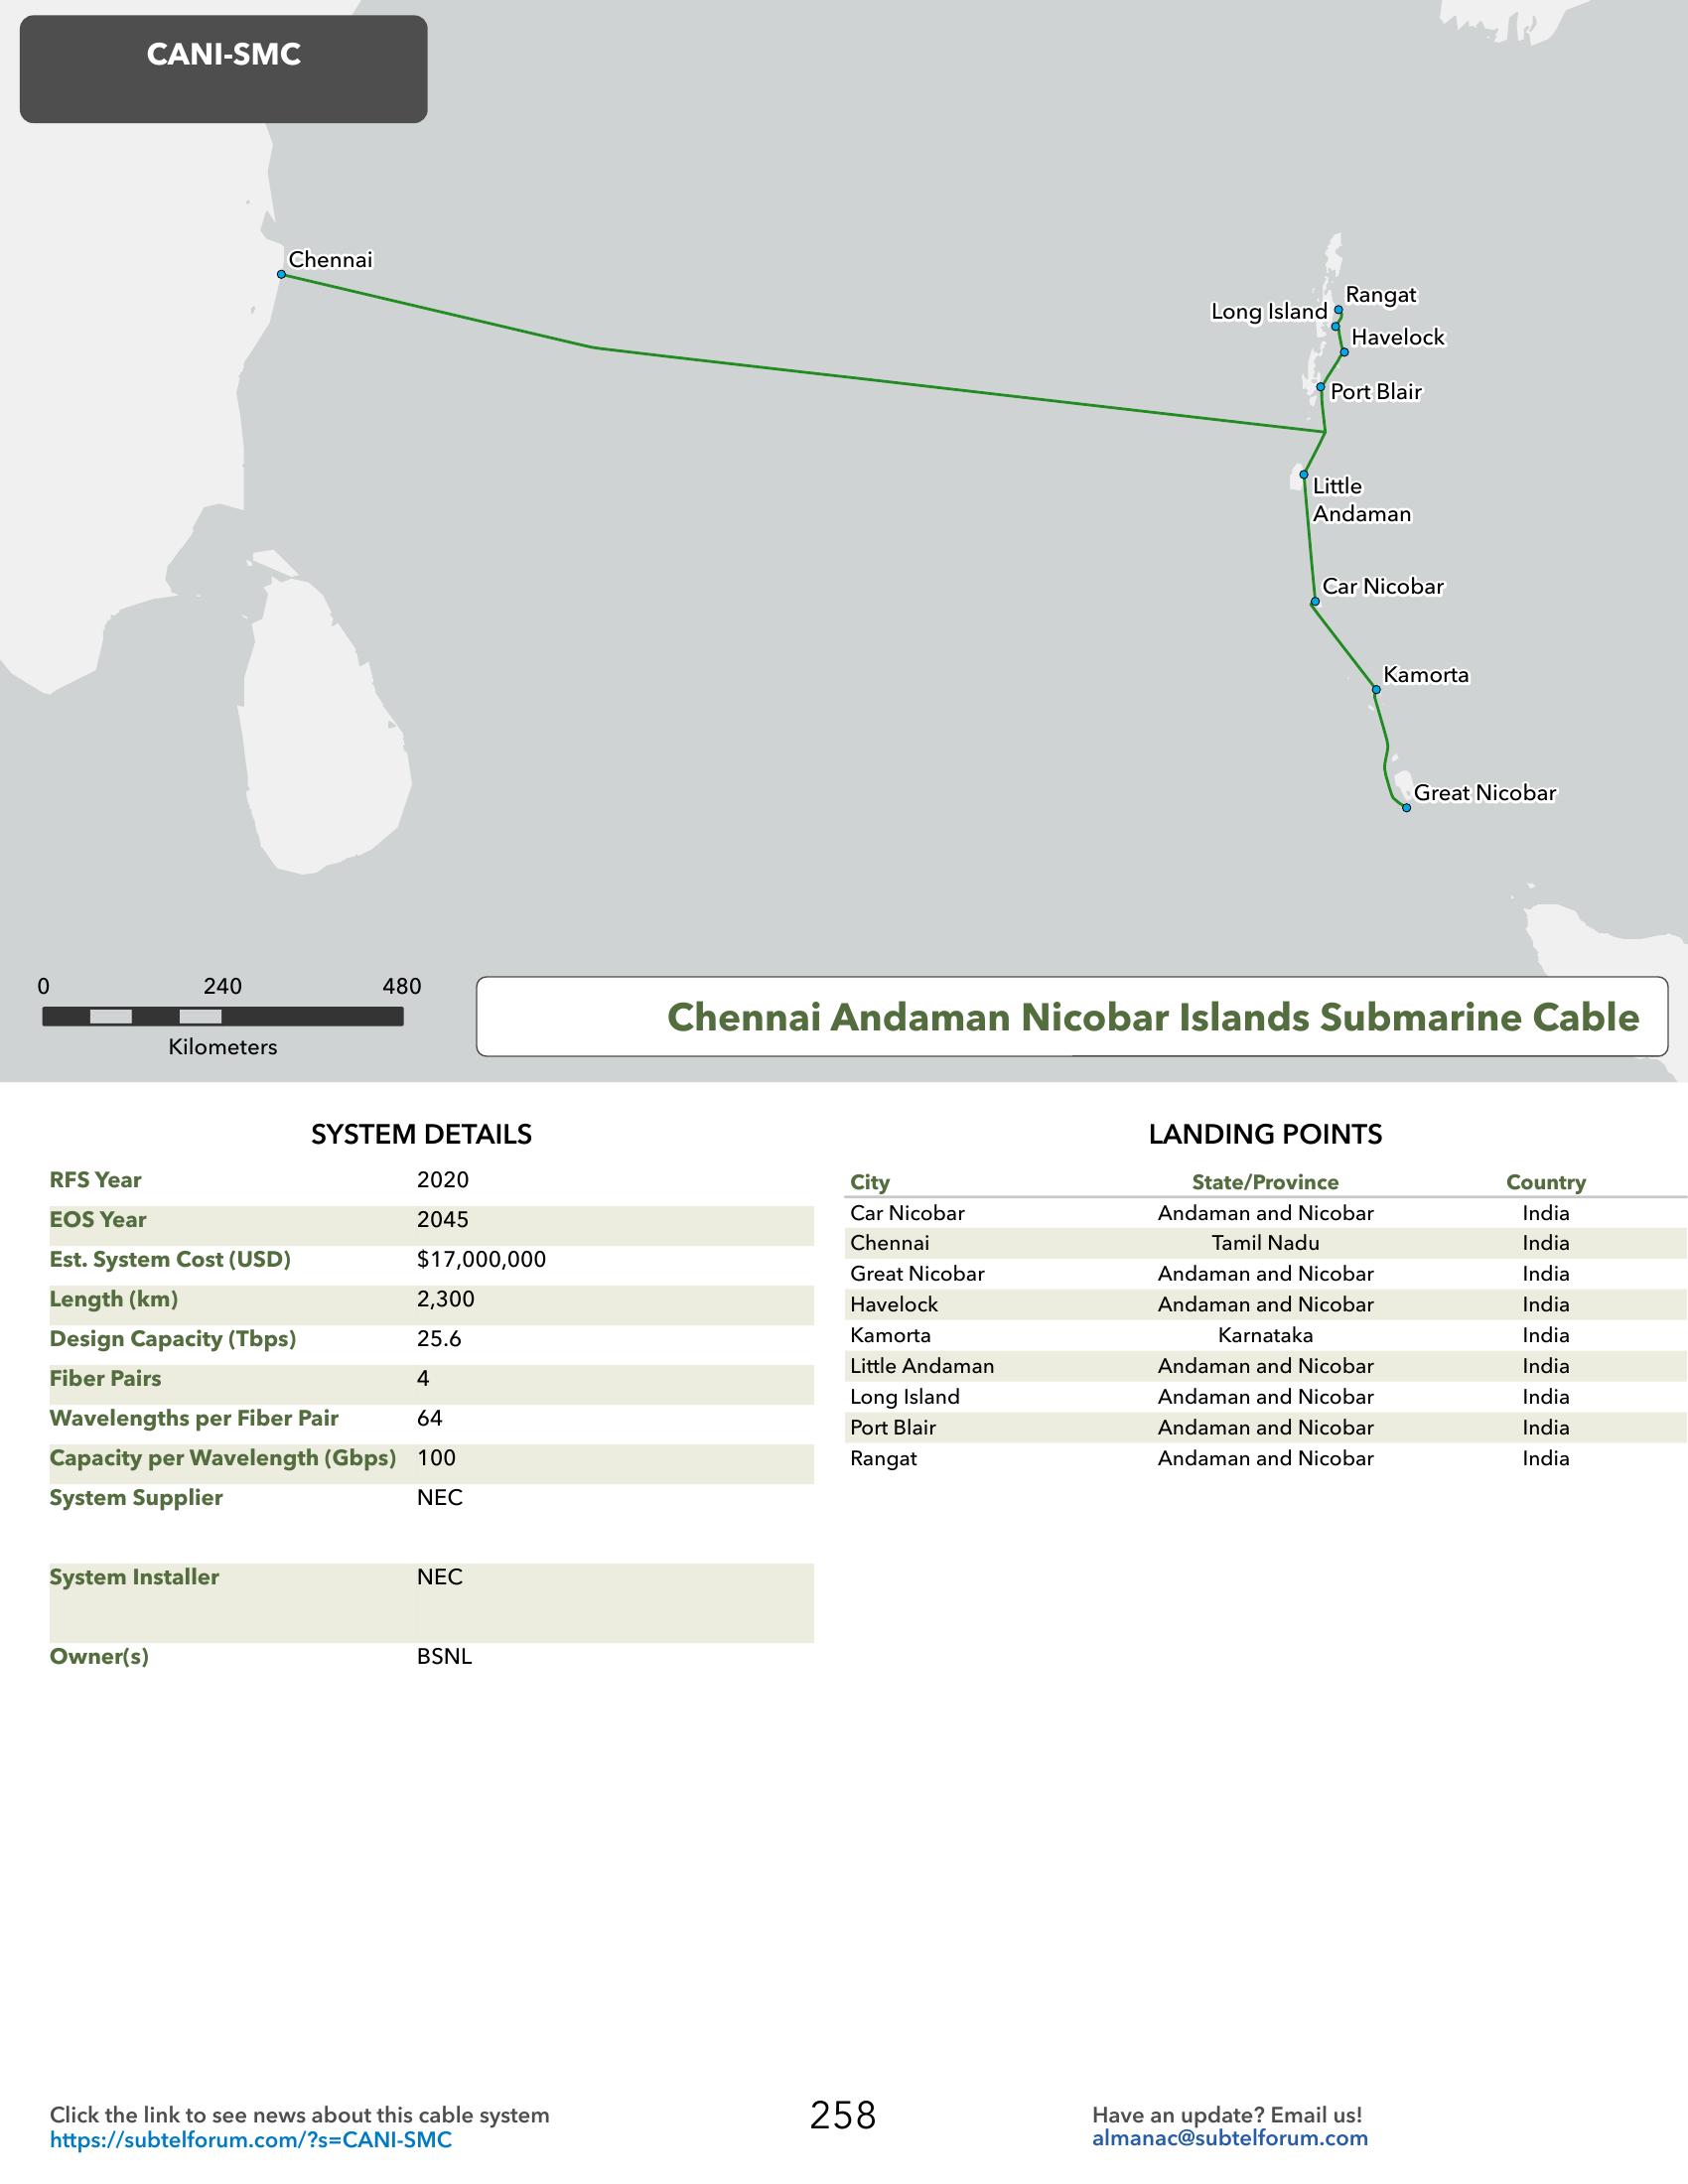 CANI-SMC
Chennai
Rangat
Long Island
Havelock
Port Blair
Little
Andaman
Car Nicobar
Kamorta
Great Nicobar
0 240 480
Kilometers
Chennai Andaman Nicobar Islands Submarine Cable
SYSTEM DETAILS
RFS Year 2020
EOS Year 2045
Est. System Cost (USD) $17,000,000
Length (km) 2,300
Design Capacity (Tbps) 25.6
Fiber Pairs 4
Wavelengths per Fiber Pair 64
Capacity per Wavelength (Gbps) 100
System Supplier NEC
System Installer NEC
Owner(s) BSNL
LANDING POINTS
City State/Province Country
Car Nicobar Andaman and Nicobar India
Chennai Tamil Nadu India
Great Nicobar Andaman and Nicobar India
Havelock Andaman and Nicobar India
Kamorta Karnataka India
Little Andaman Andaman and Nicobar India
Long Island Andaman and Nicobar India
Port Blair Andaman and Nicobar India
Rangat Andaman and Nicobar India
Click the link to see news about this cable system
https://subtelforum.com/?s=CANI-SMC
258
Have an update? Email us!
almanac@subtelforum.com